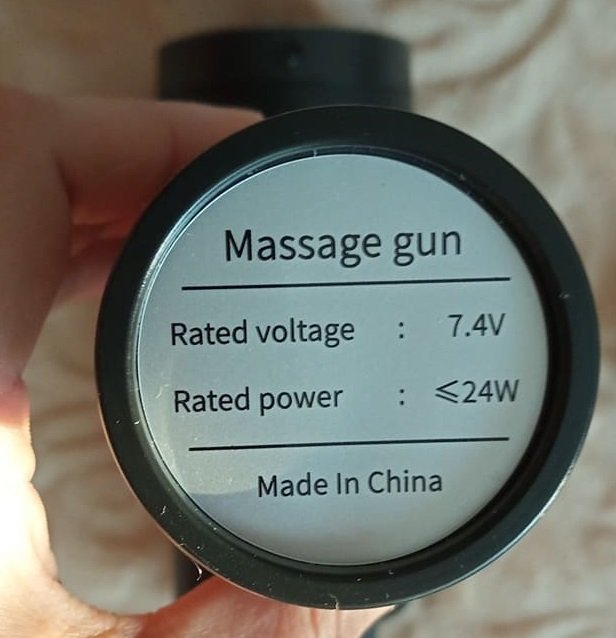 Massage gun
Rated voltage : 7.4V
Rated power : ⩽24W
Made In China